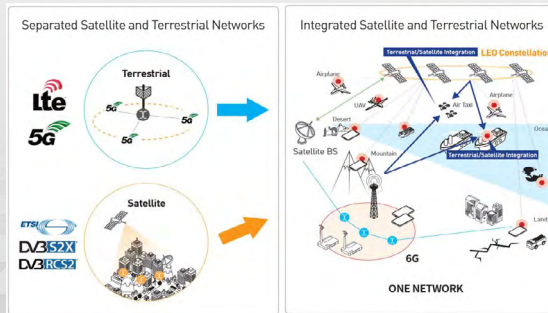 Separated Satellite and Terrestrial Networks
Lte
5G
Terrestrial
5G
5G
5G
ETSI
DVB S2X
DVB RCS2
Satellite
Integrated Satellite and Terrestrial Networks
Terrestrial/Satellite Integration
LEO Constellation
Airplane
UAV
Air Taxi
Airplane
Desert
Satellite BS
Mountain
Terrestrial/Satellite Integration
Land
6G
ONE NETWORK